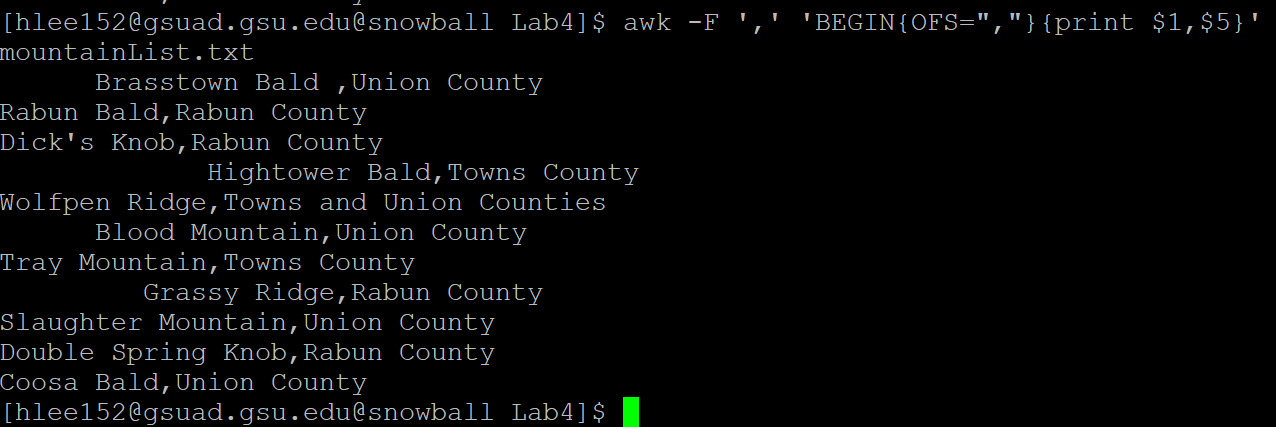 [hlee152@gsuad.gsu.edu@snowball Lab4]$ awk -F ',' 'BEGIN{OFS=","}{print $1,$5}'
mountainList.txt
      Brasstown Bald ,Union County
Rabun Bald,Rabun County
Dick's Knob,Rabun County
             Hightower Bald,Towns County
Wolfpen Ridge,Towns and Union Counties
      Blood Mountain,Union County
Tray Mountain,Towns County
         Grassy Ridge,Rabun County
Slaughter Mountain,Union County
Double Spring Knob,Rabun County
Coosa Bald,Union County
[hlee152@gsuad.gsu.edu@snowball Lab4]$